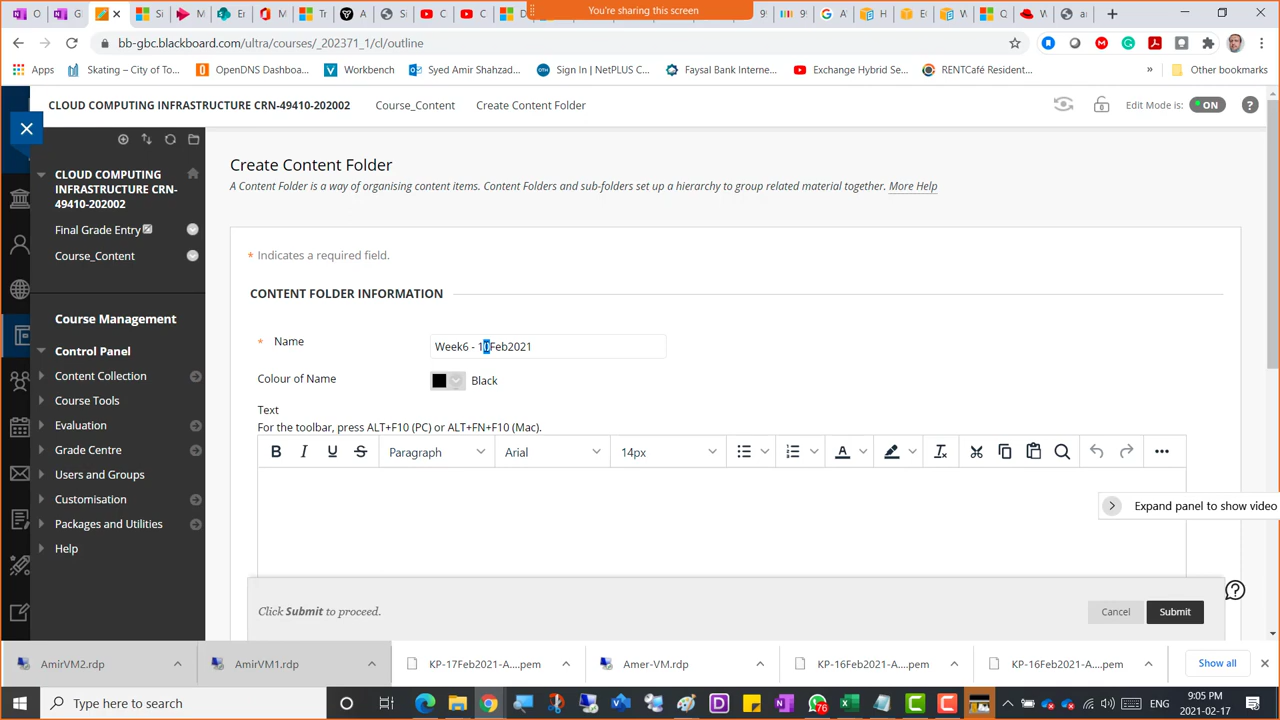 You're sharing this screen
bb-gbc.blackboard.com/ultra/courses/_202371_1/cl/outline
Apps
Skating – City of To...
OpenDNS Dashboa...
Workbench
Syed Amir Shahzad...
Sign In | NetPLUS C...
Faysal Bank Interne...
Exchange Hybrid Se...
RENTCafé Resident...
»
Other bookmarks
CLOUD COMPUTING INFRASTRUCTURE CRN-49410-202002
Course_Content
Create Content Folder
Edit Mode is:
ON
CLOUD COMPUTING
INFRASTRUCTURE CRN-
49410-202002
Final Grade Entry
Course_Content
Course Management
Control Panel
Content Collection
Course Tools
Evaluation
Grade Centre
Users and Groups
Customisation
Packages and Utilities
Help
Create Content Folder
A Content Folder is a way of organising content items. Content Folders and sub-folders set up a hierarchy to group related material together. More Help
* Indicates a required field.
CONTENT FOLDER INFORMATION
* Name
Week6 - 10Feb2021
Colour of Name
Black
Text
For the toolbar, press ALT+F10 (PC) or ALT+FN+F10 (Mac).
B I U S Paragraph Arial 14px
Expand panel to show video
Click Submit to proceed.
Cancel
Submit
AmirVM2.rdp
AmirVM1.rdp
KP-17Feb2021-A....pem
Amer-VM.rdp
KP-16Feb2021-A....pem
KP-16Feb2021-A....pem
Show all
Type here to search
76
ENG
9:05 PM
2021-02-17